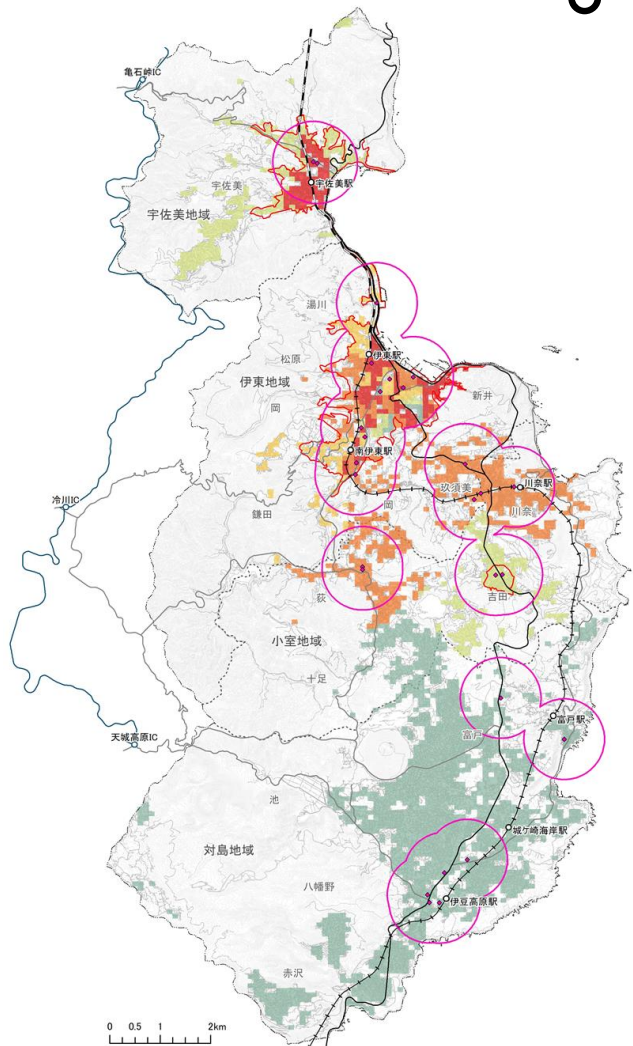 亀石峠IC
宇佐美駅
宇佐美
宇佐美地域
湯川
伊東駅
松原
伊東地域
新井
岡
南伊東駅
玖須美
川奈駅
冷川IC
鎌田
岡
川奈
荻
吉田
小室地域
十足
富戸駅
天城高原IC
富戸
池
城ケ崎海岸駅
対島地域
八幡野
伊豆高原駅
赤沢
0 0.5 1 2km